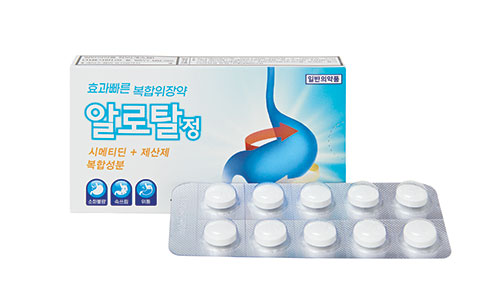 일반의약품
효과빠른 복합위장약
알로탈정
시메티딘 + 제산제
복합성분
소화불량 속쓰림 위통